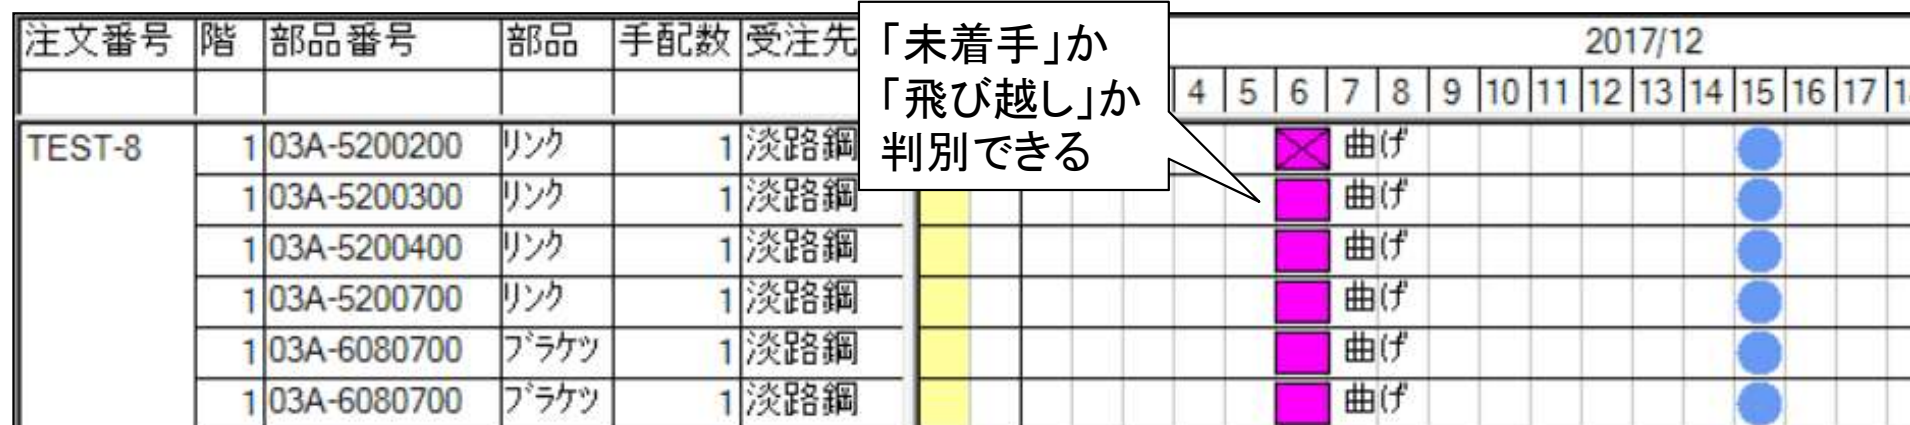 注文番号 階 部品番号 部品 手配数 受注先
「未着手」か
「飛び越し」か
判別できる
2017/12
4 5 6 7 8 9 10 11 12 13 14 15 16 17
TEST-8 1 03A-5200200 リンク 1 淡路鋼 曲げ
1 03A-5200300 リンク 1 淡路鋼 曲げ
1 03A-5200400 リンク 1 淡路鋼 曲げ
1 03A-5200700 リンク 1 淡路鋼 曲げ
1 03A-6080700 ブラケツ 1 淡路鋼 曲げ
1 03A-6080700 ブラケツ 1 淡路鋼 曲げ